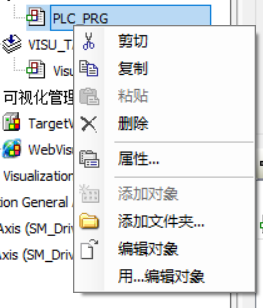 PLC_PRG
VISU_T
Visu
可视化管理
TargetV
WebVisu
Visualization
ion General
Axis (SM_Driv
Axis (SM_Driv
剪切
复制
粘贴
删除
属性...
添加对象
添加文件夹...
编辑对象
用...编辑对象